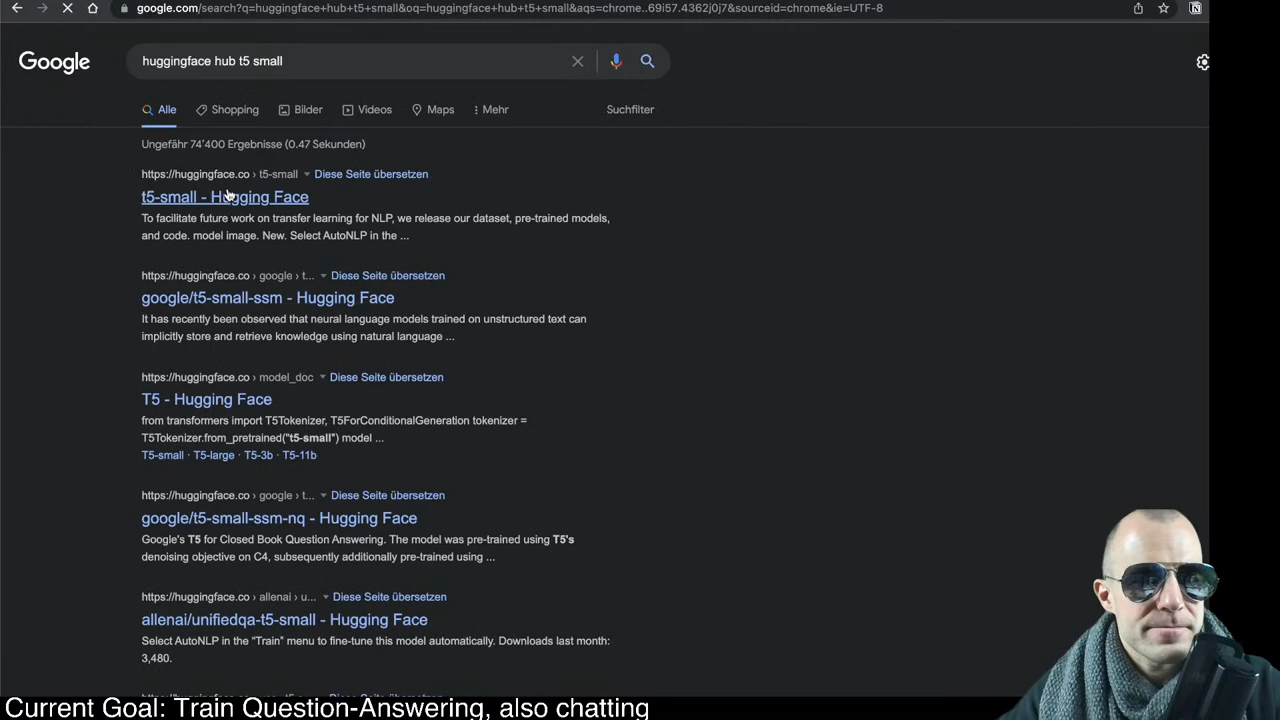 google.com/search?q=huggingface+hub+t5+small&oq=huggingface+hub+t5+small&aqs=chrome..69i57.4362j0j7&sourceid=chrome&ie=UTF-8
Google
huggingface hub t5 small
Alle Shopping Bilder Videos Maps Mehr Suchfilter
Ungefähr 74'400 Ergebnisse (0.47 Sekunden)
https://huggingface.co › t5-small Diese Seite übersetzen
t5-small - Hugging Face
To facilitate future work on transfer learning for NLP, we release our dataset, pre-trained models,
and code. model image. New. Select AutoNLP in the ...
https://huggingface.co › google › t... Diese Seite übersetzen
google/t5-small-ssm - Hugging Face
It has recently been observed that neural language models trained on unstructured text can
implicitly store and retrieve knowledge using natural language ...
https://huggingface.co › model_doc Diese Seite übersetzen
T5 - Hugging Face
from transformers import T5Tokenizer, T5ForConditionalGeneration tokenizer =
T5Tokenizer.from_pretrained("t5-small") model ...
T5-small · T5-large · T5-3b · T5-11b
https://huggingface.co › google › t... Diese Seite übersetzen
google/t5-small-ssm-nq - Hugging Face
Google's T5 for Closed Book Question Answering. The model was pre-trained using T5's
denoising objective on C4, subsequently additionally pre-trained using ...
https://huggingface.co › allenai › u... Diese Seite übersetzen
allenai/unifiedqa-t5-small - Hugging Face
Select AutoNLP in the "Train" menu to fine-tune this model automatically. Downloads last month:
3,480.
Current Goal: Train Question-Answering, also chatting